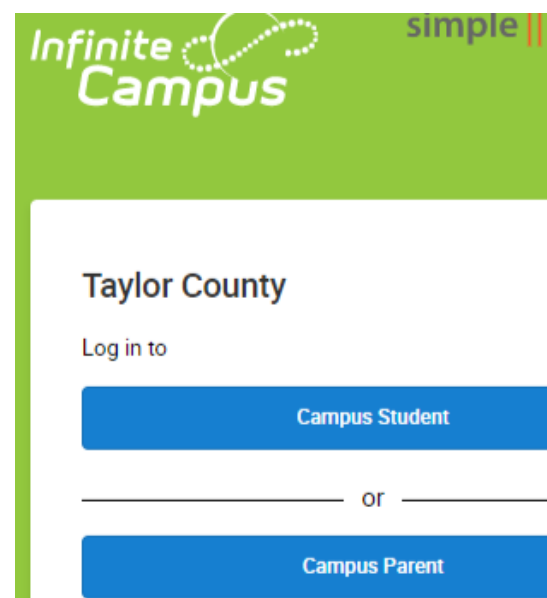 Infinite
Campus
simple ||
Taylor County
Log in to
Campus Student
or
Campus Parent